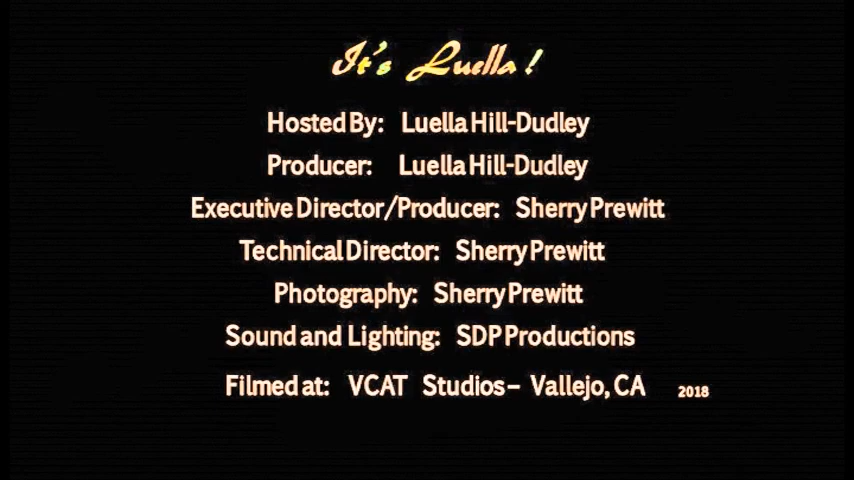 It's Luella!
Hosted By: Luella Hill-Dudley
Producer: Luella Hill-Dudley
Executive Director/Producer: Sherry Prewitt
Technical Director: Sherry Prewitt
Photography: Sherry Prewitt
Sound and Lighting: SDP Productions
Filmed at: VCAT Studios – Vallejo, CA 2018